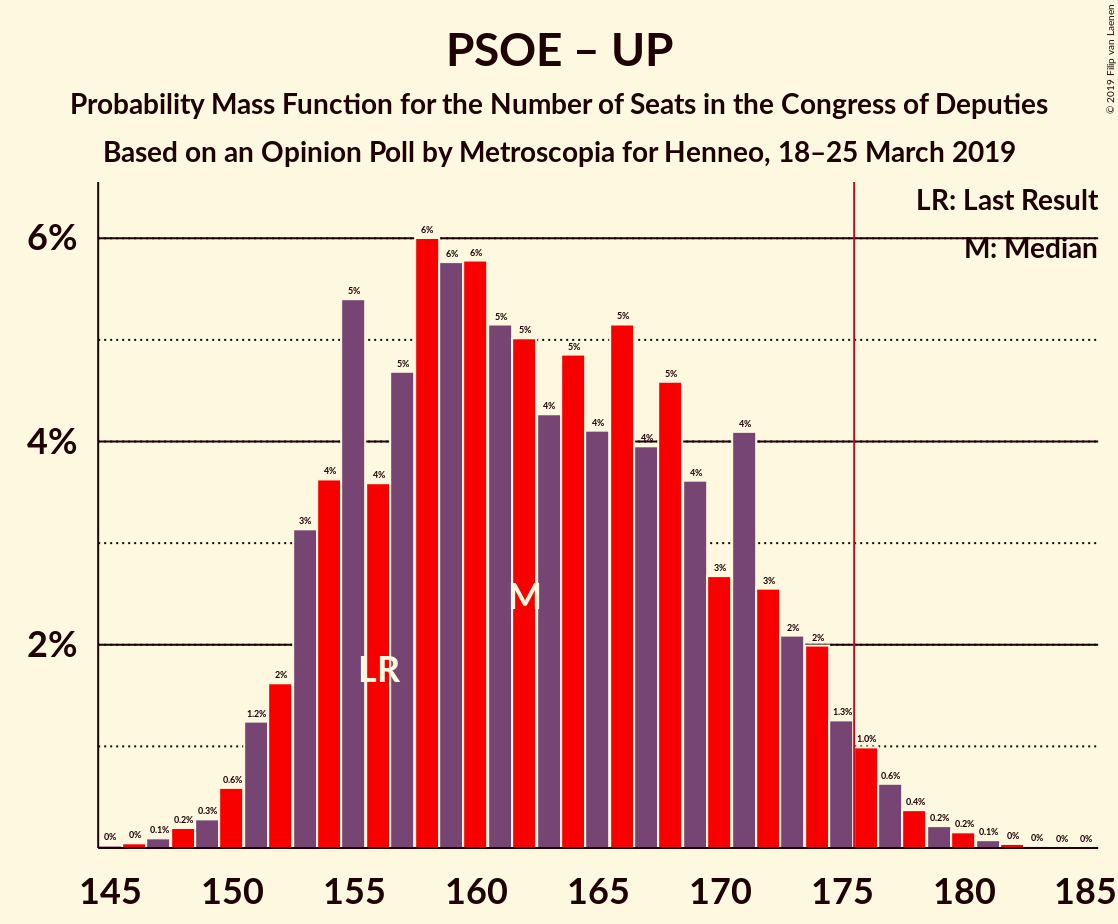 PSOE – UP
Probability Mass Function for the Number of Seats in the Congress of Deputies
Based on an Opinion Poll by Metroscopia for Henneo, 18–25 March 2019
© 2019 Filip van Laenen
LR: Last Result
M: Median
6%
4%
2%
0% 0% 0.1% 0.2% 0.3% 0.6% 1.2% 2% 3% 4% 5% 4% 5% 6% 6% 6% 5% 5% 4% 5% 4% 5% 4% 5% 4% 3% 4% 3% 2% 2% 1.3% 1.0% 0.6% 0.4% 0.2% 0.2% 0.1% 0% 0% 0% 0%
M
LR
145 150 155 160 165 170 175 180 185